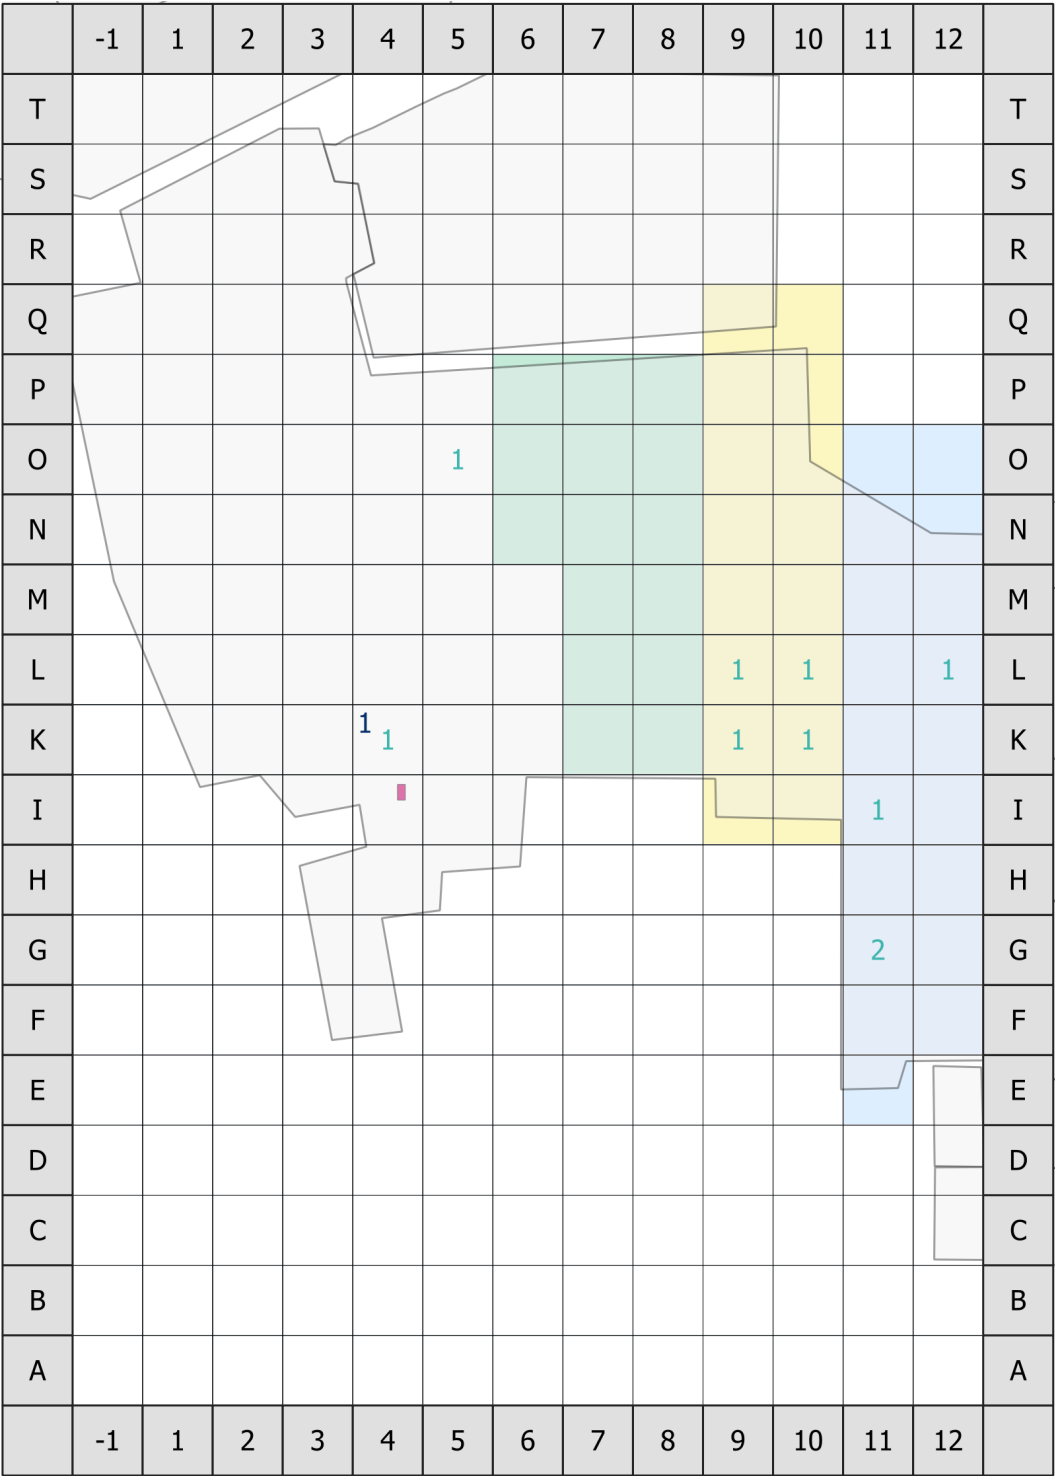 -1 1 2 3 4 5 6 7 8 9 10 11 12
T T
S S
R R
Q Q
P P
O 1 O
N N
M M
L 1 1 1 L
K 1 1 1 1 K
I 1 I
H H
G 2 G
F F
E E
D D
C C
B B
A A
-1 1 2 3 4 5 6 7 8 9 10 11 12